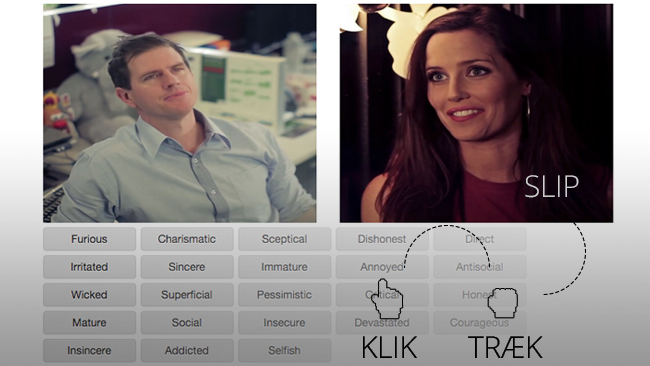 SLIP
Furious Charismatic Sceptical Dishonest Direct
Irritated Sincere Immature Annoyed Antisocial
Wicked Superficial Pessimistic Critical Honest
Mature Social Insecure Devastated Courageous
Insincere Addicted Selfish
KLIK TRÆK